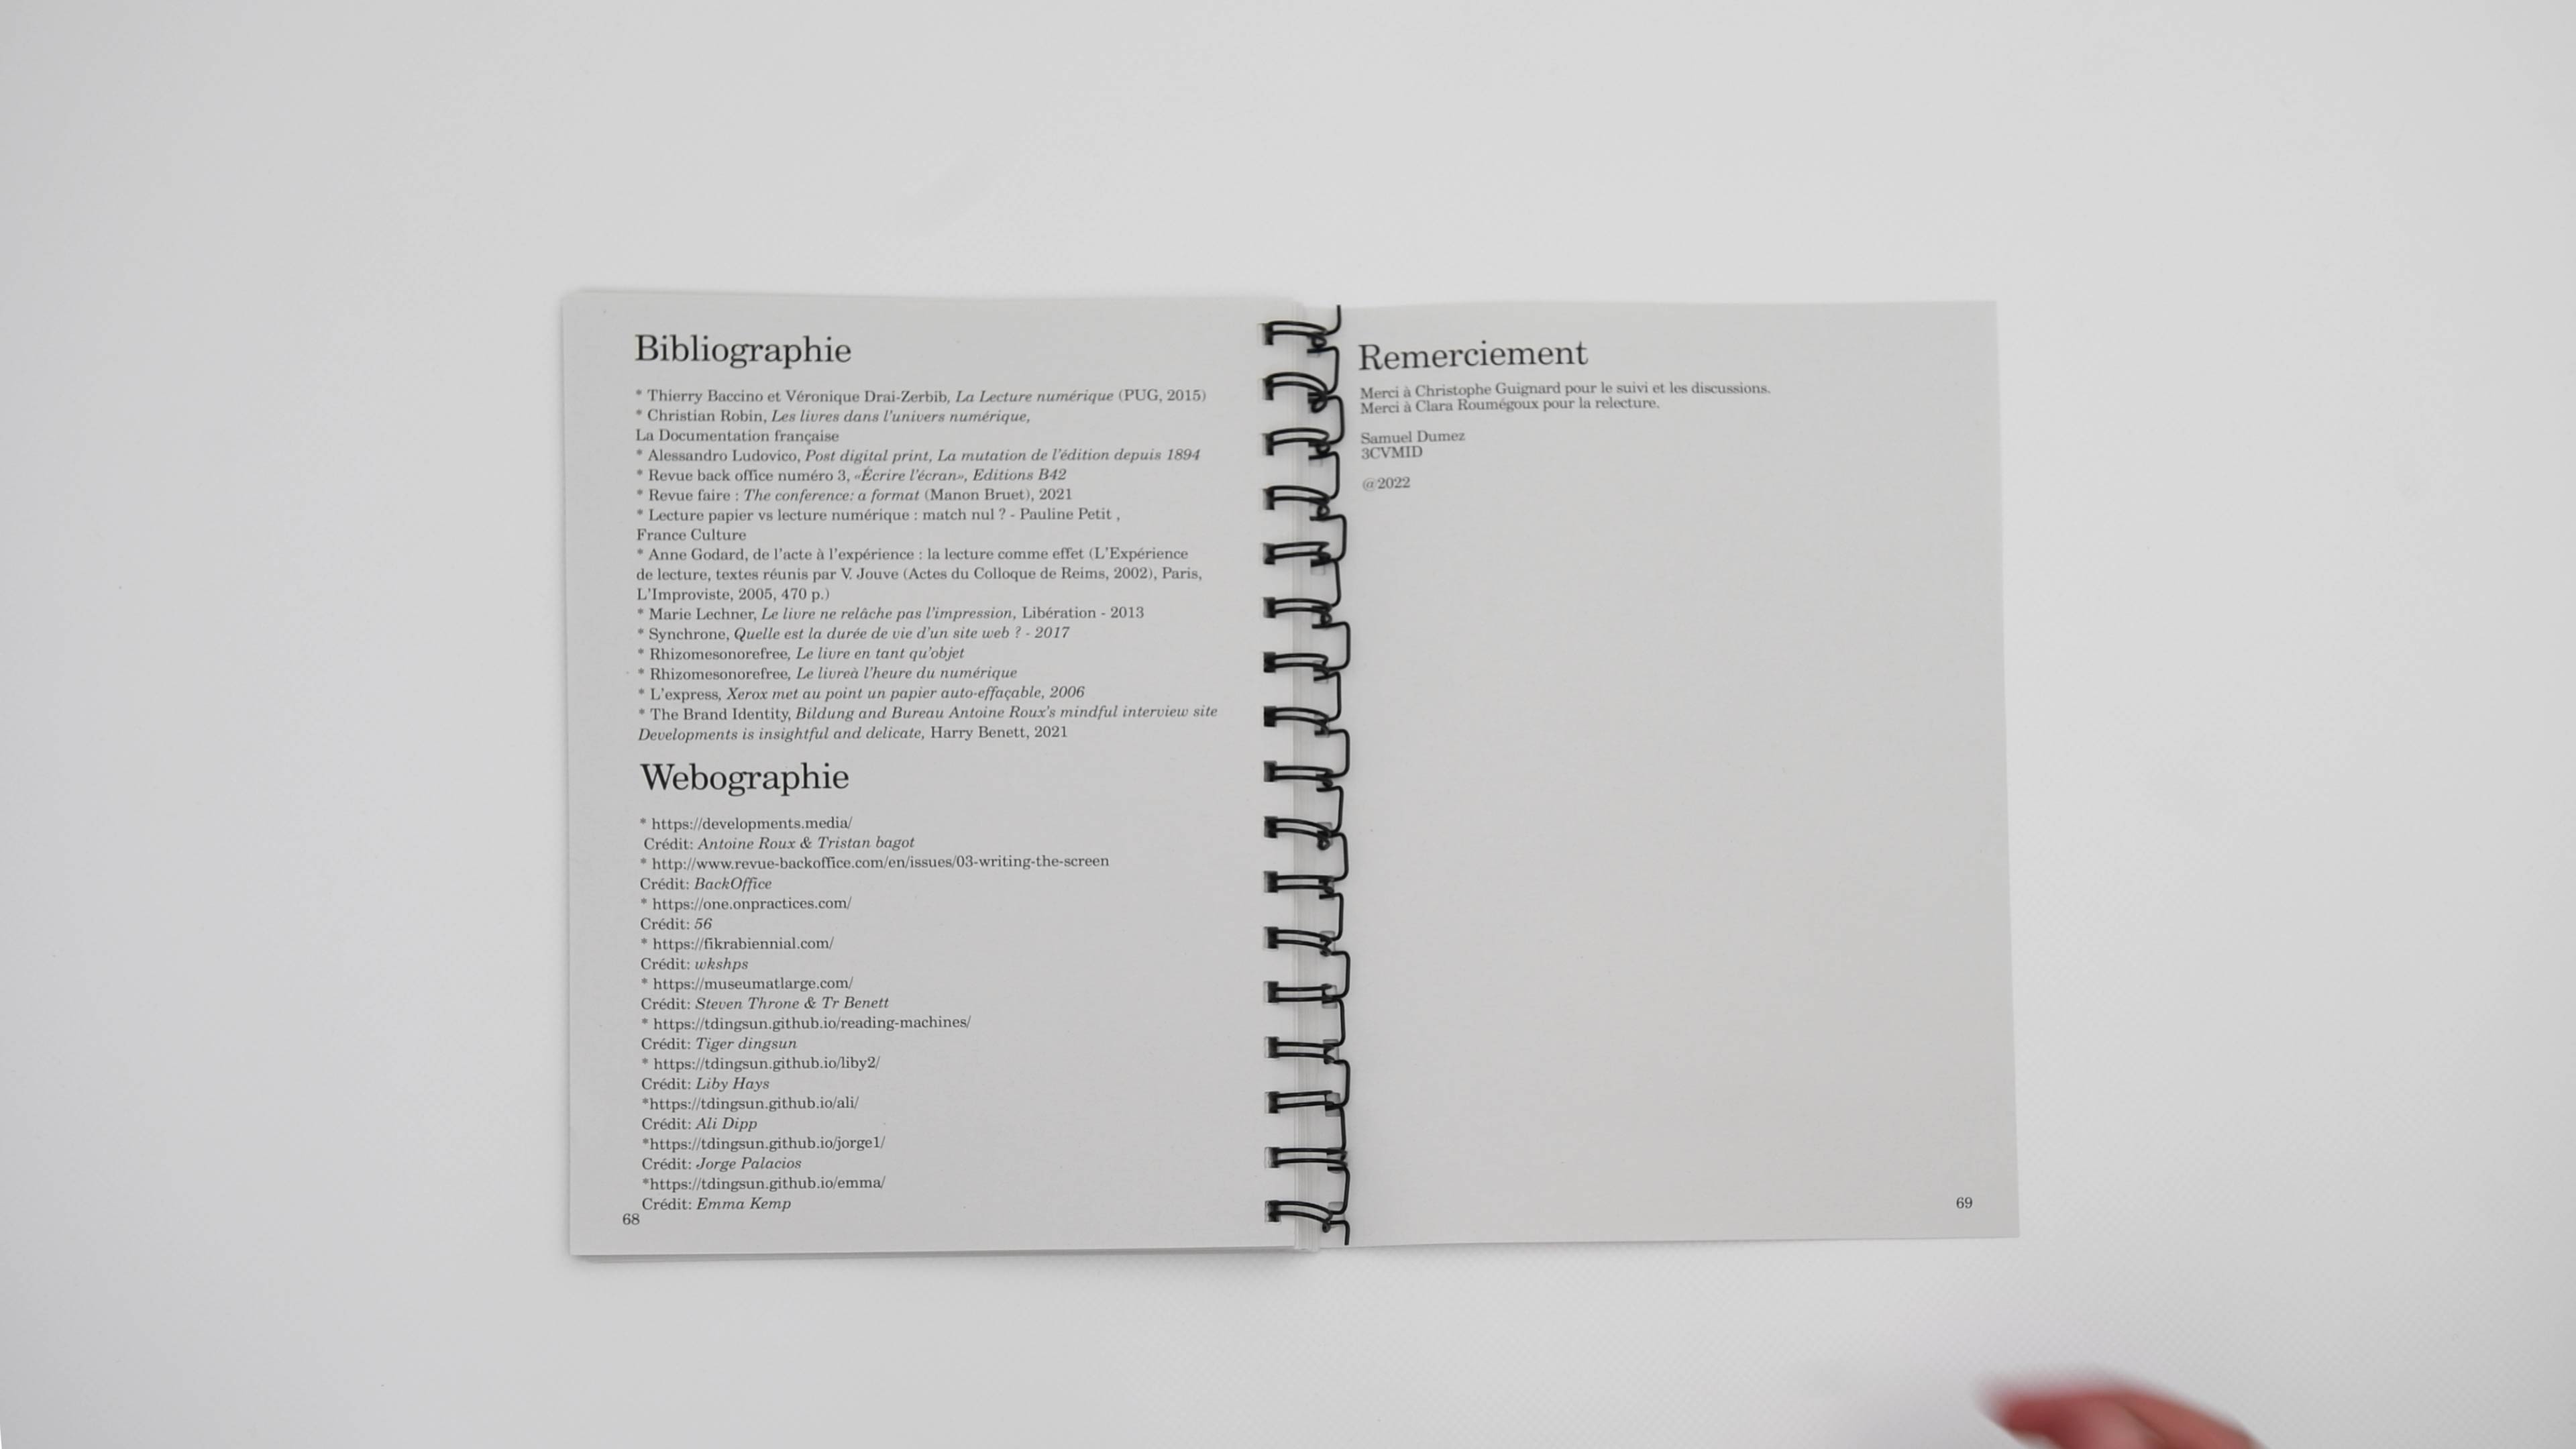 Bibliographie
* Thierry Baccino et Véronique Drai-Zerbib, La Lecture numérique (PUG, 2015)
* Christian Robin, Les livres dans l'univers numérique,
La Documentation française
* Alessandro Ludovico, Post digital print, La mutation de l'édition depuis 1894
* Revue back office numéro 3, «Écrire l'écran», Editions B42
* Revue faire : The conference: a format (Manon Bruet), 2021
* Lecture papier vs lecture numérique : match nul ? - Pauline Petit ,
France Culture
* Anne Godard, de l'acte à l'expérience : la lecture comme effet (L'Expérience
de lecture, textes réunis par V. Jouve (Actes du Colloque de Reims, 2002), Paris,
L'Improviste, 2005, 470 p.)
* Marie Lechner, Le livre ne relâche pas l'impression, Libération - 2013
* Synchrone, Quelle est la durée de vie d'un site web ? - 2017
* Rhizomesonorefree, Le livre en tant qu'objet
* Rhizomesonorefree, Le livreà l'heure du numérique
* L'express, Xerox met au point un papier auto-effaçable, 2006
* The Brand Identity, Bildung and Bureau Antoine Roux's mindful interview site
Developments is insightful and delicate, Harry Benett, 2021
Webographie
* https://developments.media/
Crédit: Antoine Roux & Tristan bagot
* http://www.revue-backoffice.com/en/issues/03-writing-the-screen
Crédit: BackOffice
* https://one.onpractices.com/
Crédit: 56
* https://fikrabiennial.com/
Crédit: wkshps
* https://museumatlarge.com/
Crédit: Steven Throne & Tr Benett
* https://tdingsun.github.io/reading-machines/
Crédit: Tiger dingsun
* https://tdingsun.github.io/liby2/
Crédit: Liby Hays
*https://tdingsun.github.io/ali/
Crédit: Ali Dipp
*https://tdingsun.github.io/jorge1/
Crédit: Jorge Palacios
*https://tdingsun.github.io/emma/
Crédit: Emma Kemp
68
Remerciement
Merci à Christophe Guignard pour le suivi et les discussions.
Merci à Clara Roumégoux pour la relecture.
Samuel Dumez
3CVMID
@2022
69